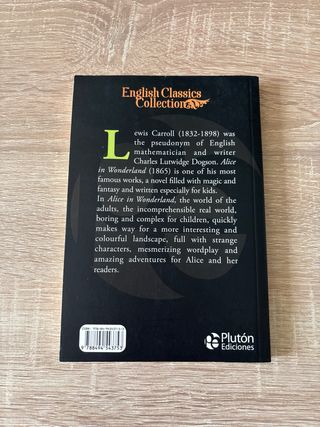 English Classics
Collection
Lewis Carroll (1832-1898) was
the pseudonym of English
mathematician and writer
Charles Lutwidge Dogson. Alice
in Wonderland (1865) is one of his most
famous works, a novel filled with magic and
fantasy and written especially for kids.
In Alice in Wonderland, the world of the
adults, the incomprehensible real world,
boring and complex for children, quickly
makes way for a more interesting and
colourful landscape, full with strange
characters, mesmerizing wordplay and
amazing adventures for Alice and her
readers.
9 788494 543753
Plutón
Ediciones